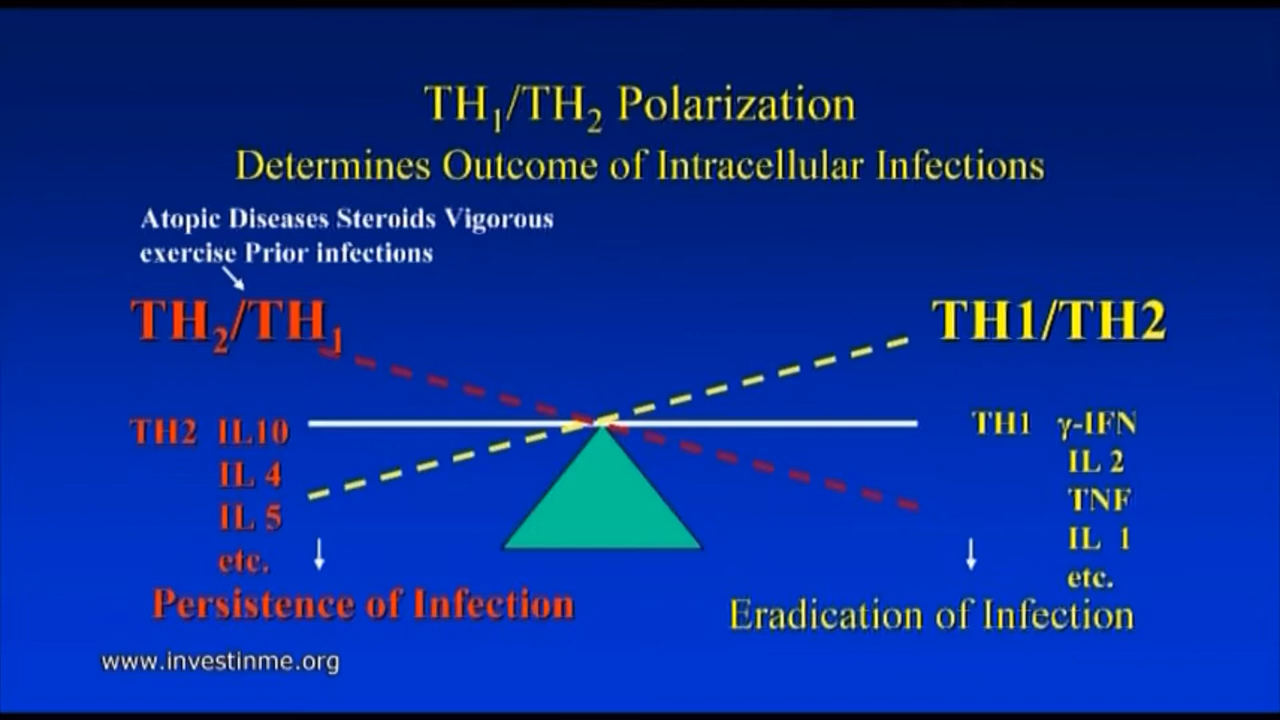 TH1/TH2 Polarization
Determines Outcome of Intracellular Infections
Atopic Diseases Steroids Vigorous
exercise Prior infections
TH2/TH1
TH1/TH2
TH2 IL10
IL 4
IL 5
etc.
Persistence of Infection
TH1 γ-IFN
IL 2
TNF
IL 1
etc.
Eradication of Infection
www.investinme.org